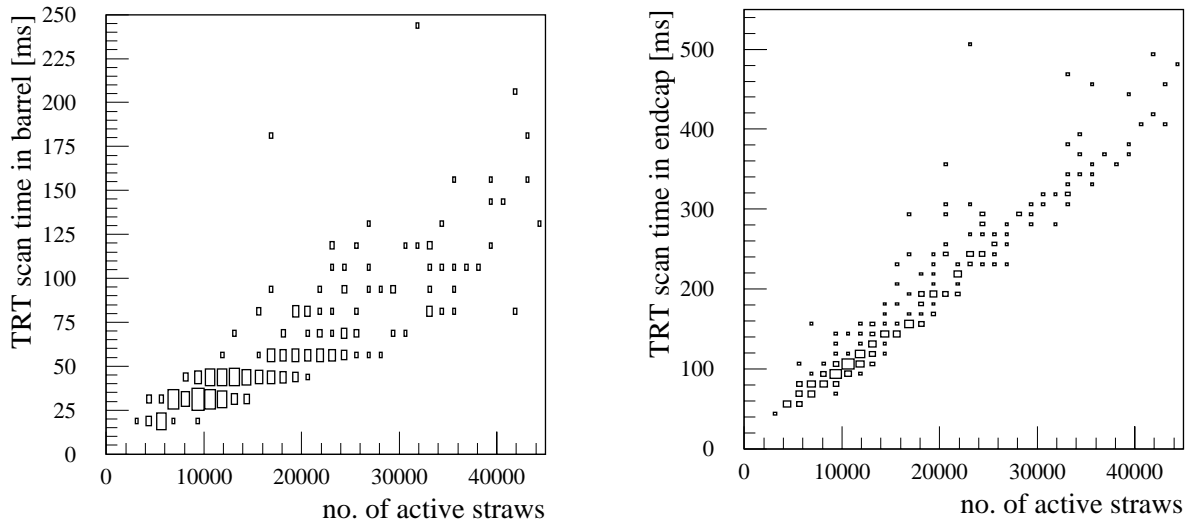 TRT scan time in barrel [ms]
250
225
200
175
150
125
100
75
50
25
0
0 10000 20000 30000 40000
no. of active straws
TRT scan time in endcap [ms]
500
400
300
200
100
0
0 10000 20000 30000 40000
no. of active straws